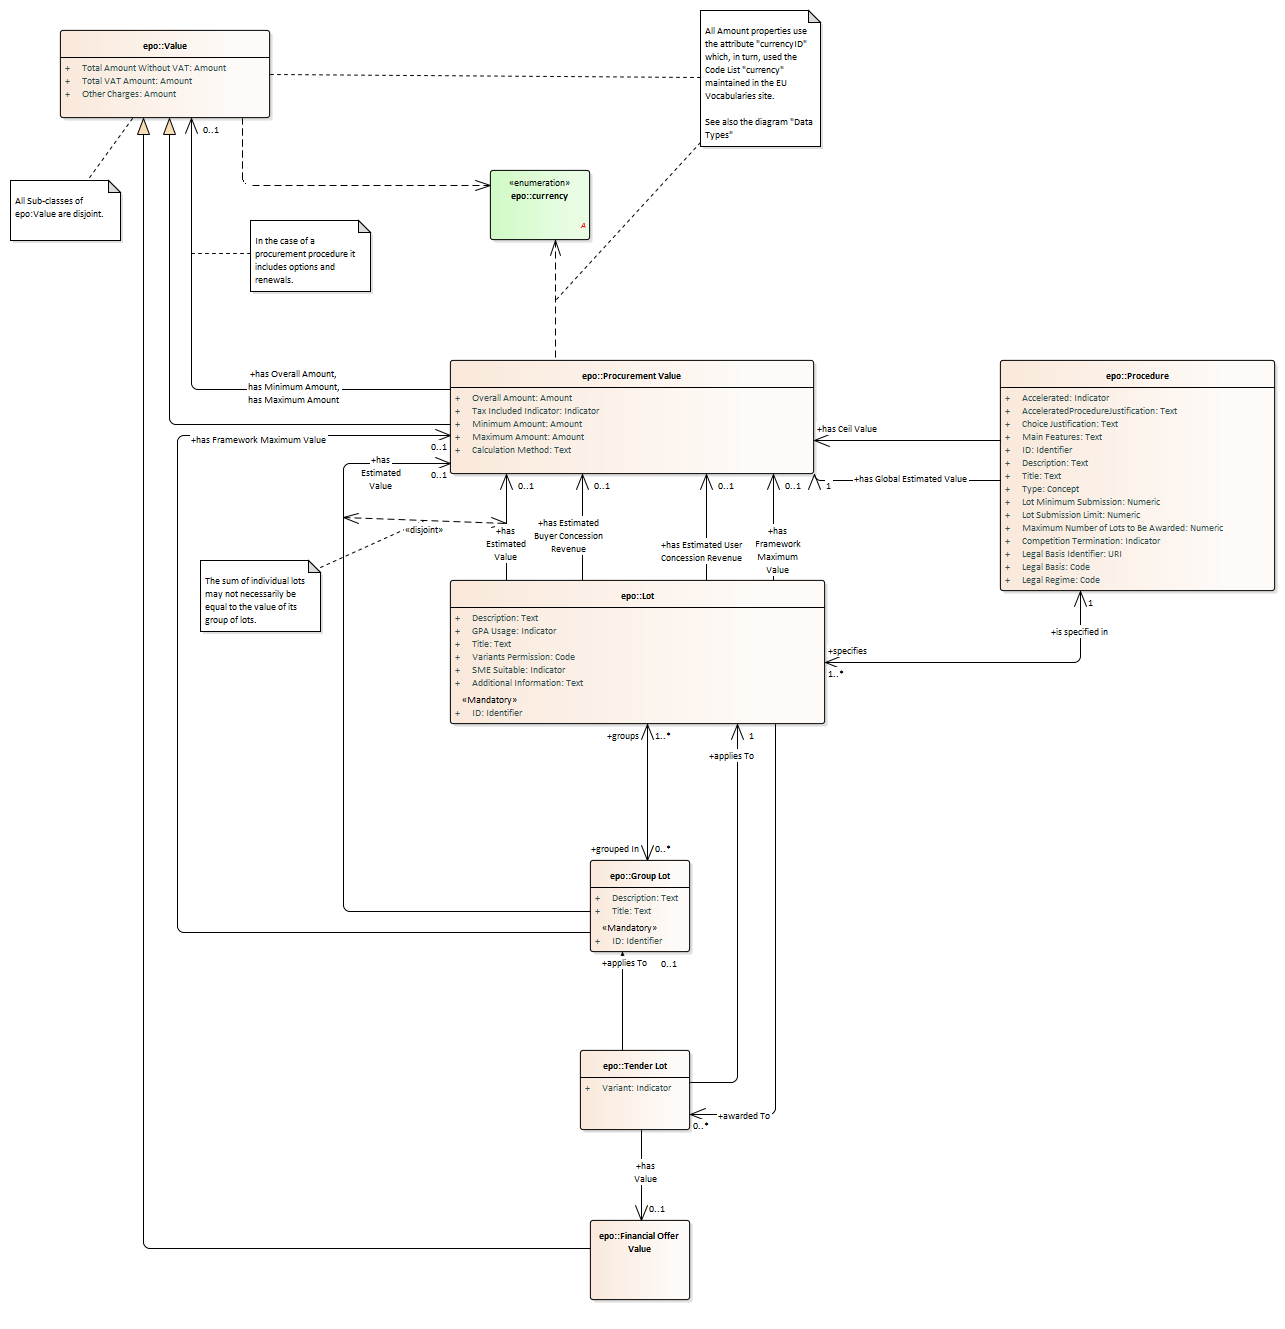 epo::Value
+ Total Amount Without VAT: Amount
+ Total VAT Amount: Amount
+ Other Charges: Amount
All Amount properties use
the attribute "currencyID"
which, in turn, used the
Code List "currency"
maintained in the EU
Vocabularies site.
See also the diagram "Data
Types"
0..1
All Sub-classes of
epo:Value are disjoint.
«enumeration»
epo::currency
A
In the case of a
procurement procedure it
includes options and
renewals.
+has Overall Amount,
has Minimum Amount,
has Maximum Amount
epo::Procurement Value
+ Overall Amount: Amount
+ Tax Included Indicator: Indicator
+ Minimum Amount: Amount
+ Maximum Amount: Amount
+ Calculation Method: Text
epo::Procedure
+ Accelerated: Indicator
+ AcceleratedProcedureJustification: Text
+ Choice Justification: Text
+ Main Features: Text
+ ID: Identifier
+ Description: Text
+ Title: Text
+ Type: Concept
+ Lot Minimum Submission: Numeric
+ Lot Submission Limit: Numeric
+ Maximum Number of Lots to Be Awarded: Numeric
+ Competition Termination: Indicator
+ Legal Basis Identifier: URI
+ Legal Basis: Code
+ Legal Regime: Code
+has Ceil Value
+has Framework Maximum Value
0..1
+has
Estimated
Value
0..1
+has Global Estimated Value
1
0..1
0..1
0..1
0..1
«disjoint»
+has
Estimated
Value
+has Estimated
Buyer Concession
Revenue
+has Estimated User
Concession Revenue
+has
Framework
Maximum
Value
The sum of individual lots
may not necessarily be
equal to the value of its
group of lots.
epo::Lot
+ Description: Text
+ GPA Usage: Indicator
+ Title: Text
+ Variants Permission: Code
+ SME Suitable: Indicator
+ Additional Information: Text
«Mandatory»
+ ID: Identifier
1
+is specified in
+specifies
1..*
+groups
1..*
1
+applies To
+grouped In
0..*
epo::Group Lot
+ Description: Text
+ Title: Text
«Mandatory»
+ ID: Identifier
+applies To
0..1
epo::Tender Lot
+ Variant: Indicator
+awarded To
0..*
+has
Value
0..1
epo::Financial Offer
Value